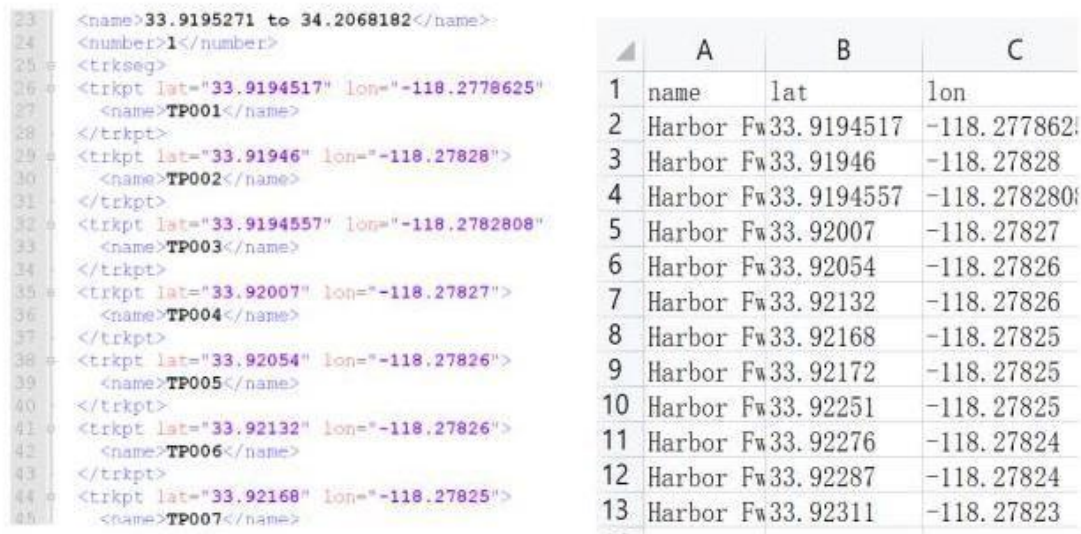 23 <name>33.9195271 to 34.2068182</name>
24 <number>1</number>
25 <trkseg>
26 <trkpt lat="33.9194517" lon="-118.2778625"
27 <name>TP001</name>
28 </trkpt>
29 <trkpt lat="33.91946" lon="-118.27828">
30 <name>TP002</name>
31 </trkpt>
32 <trkpt lat="33.9194557" lon="-118.2782808"
33 <name>TP003</name>
34 </trkpt>
35 <trkpt lat="33.92007" lon="-118.27827">
36 <name>TP004</name>
37 </trkpt>
38 <trkpt lat="33.92054" lon="-118.27826">
39 <name>TP005</name>
40 </trkpt>
41 <trkpt lat="33.92132" lon="-118.27826">
42 <name>TP006</name>
43 </trkpt>
44 <trkpt lat="33.92168" lon="-118.27825">
45 <name>TP007</name>
A B C
1 name lat lon
2 Harbor Fw 33.9194517 -118.2778625
3 Harbor Fw 33.91946 -118.27828
4 Harbor Fw 33.9194557 -118.2782808
5 Harbor Fw 33.92007 -118.27827
6 Harbor Fw 33.92054 -118.27826
7 Harbor Fw 33.92132 -118.27826
8 Harbor Fw 33.92168 -118.27825
9 Harbor Fw 33.92172 -118.27825
10 Harbor Fw 33.92251 -118.27825
11 Harbor Fw 33.92276 -118.27824
12 Harbor Fw 33.92287 -118.27824
13 Harbor Fw 33.92311 -118.27823